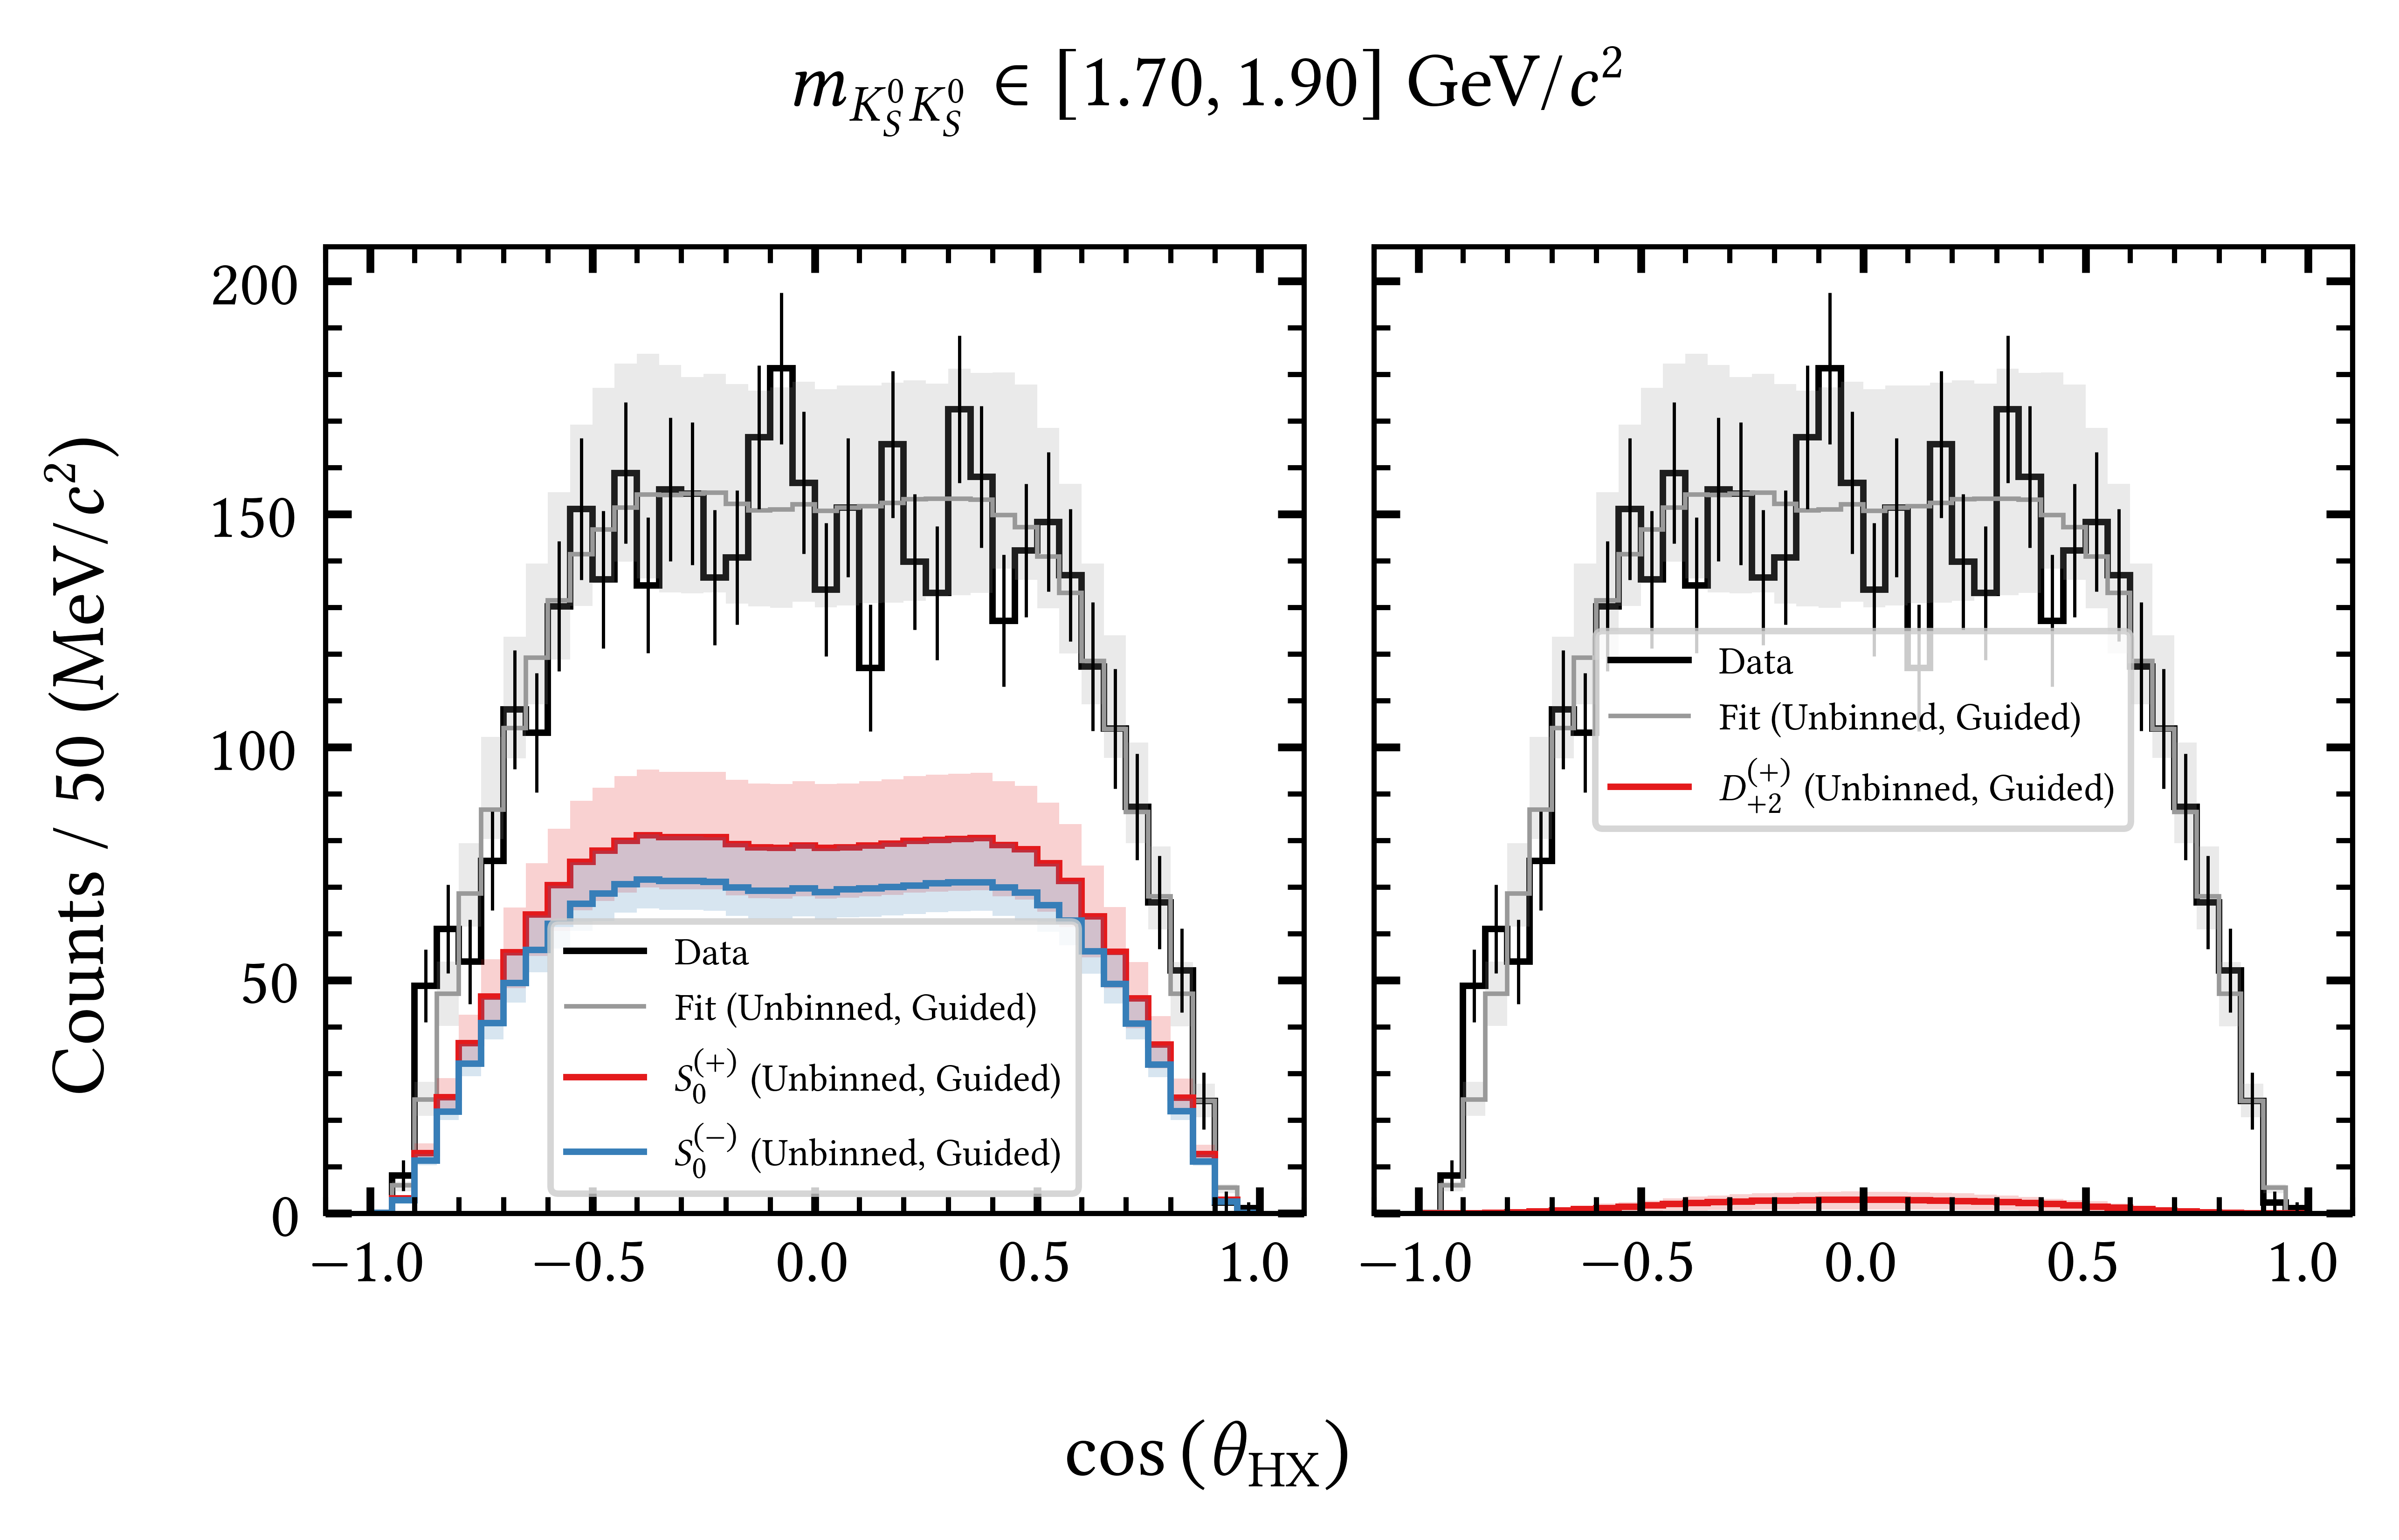 m_{K_S^0 K_S^0} ∈ [1.70, 1.90] GeV/c²
Counts / 50 (MeV/c²)
200
150
100
50
0
Data
Fit (Unbinned, Guided)
S_0^{(+)} (Unbinned, Guided)
S_0^{(−)} (Unbinned, Guided)
−1.0 −0.5 0.0 0.5 1.0
Data
Fit (Unbinned, Guided)
D_{+2}^{(+)} (Unbinned, Guided)
−1.0 −0.5 0.0 0.5 1.0
cos (θ_{HX})